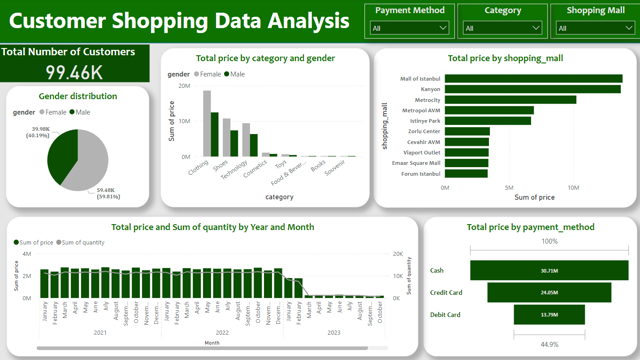 Customer Shopping Data Analysis
Payment Method
All
Category
All
Shopping Mall
All
Total Number of Customers
99.46K
Gender distribution
gender Female Male
39.98K
(40.19%)
59.48K
(59.81%)
Total price by category and gender
gender Female Male
Sum of price
20M
10M
0M
Clothing
Shoes
Technology
Cosmetics
Toys
Food & Bever...
Books
Souvenir
category
Total price by shopping_mall
shopping_mall
Mall of Istanbul
Kanyon
Metrocity
Metropol AVM
Istinye Park
Zorlu Center
Cevahir AVM
Viaport Outlet
Emaar Square Mall
Forum Istanbul
0M 5M 10M
Sum of price
Total price and Sum of quantity by Year and Month
Sum of price Sum of quantity
Sum of price
4M
2M
0M
20K
10K
0K
Sum of quantity
January
February
March
April
May
June
July
August
Septem...
October
Novem...
Decem...
January
February
March
April
May
June
July
August
Septem...
October
Novem...
Decem...
January
February
March
April
May
June
July
August
Septem...
October
2021 2022 2023
Month
Total price by payment_method
100%
Cash 30.71M
Credit Card 24.05M
Debit Card 13.79M
44.9%